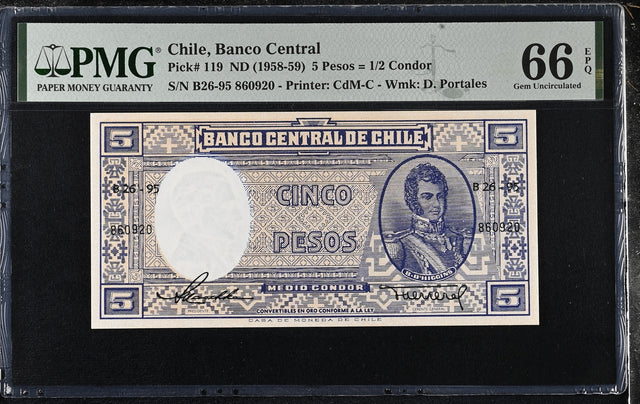 PMG
PAPER MONEY GUARANTY
Chile, Banco Central
Pick# 119 ND (1958-59) 5 Pesos = 1/2 Condor
S/N B26-95 860920 - Printer: CdM-C - Wmk: D. Portales
66 EPQ
Gem Uncirculated
5 BANCO CENTRAL DE CHILE 5
B 26 - 95 B 26 - 95
CINCO
860920 860920
PESOS
B. O'HIGGINS
5 MEDIO CONDOR 5
PRESIDENTE CONVERTIBLES EN ORO CONFORME A LA LEY GERENTE GENERAL
CASA DE MONEDA DE CHILE